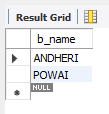 Result Grid
b_name
ANDHERI
POWAI
NULL